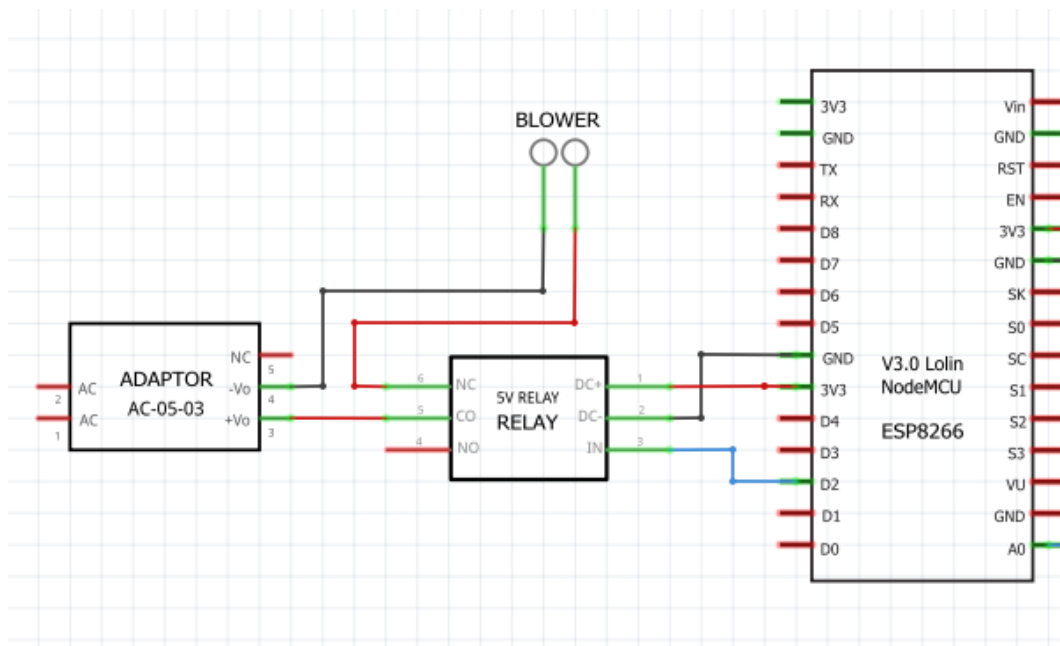 BLOWER
ADAPTOR
AC-05-03
AC
AC
NC
-Vo
+Vo
2
1
5
4
3
5V RELAY
RELAY
NC
CO
NO
DC+
DC-
IN
6
5
4
1
2
3
3V3
GND
TX
RX
D8
D7
D6
D5
GND
3V3
D4
D3
D2
D1
D0
V3.0 Lolin
NodeMCU
ESP8266
Vin
GND
RST
EN
3V3
GND
SK
S0
SC
S1
S2
S3
VU
GND
A0